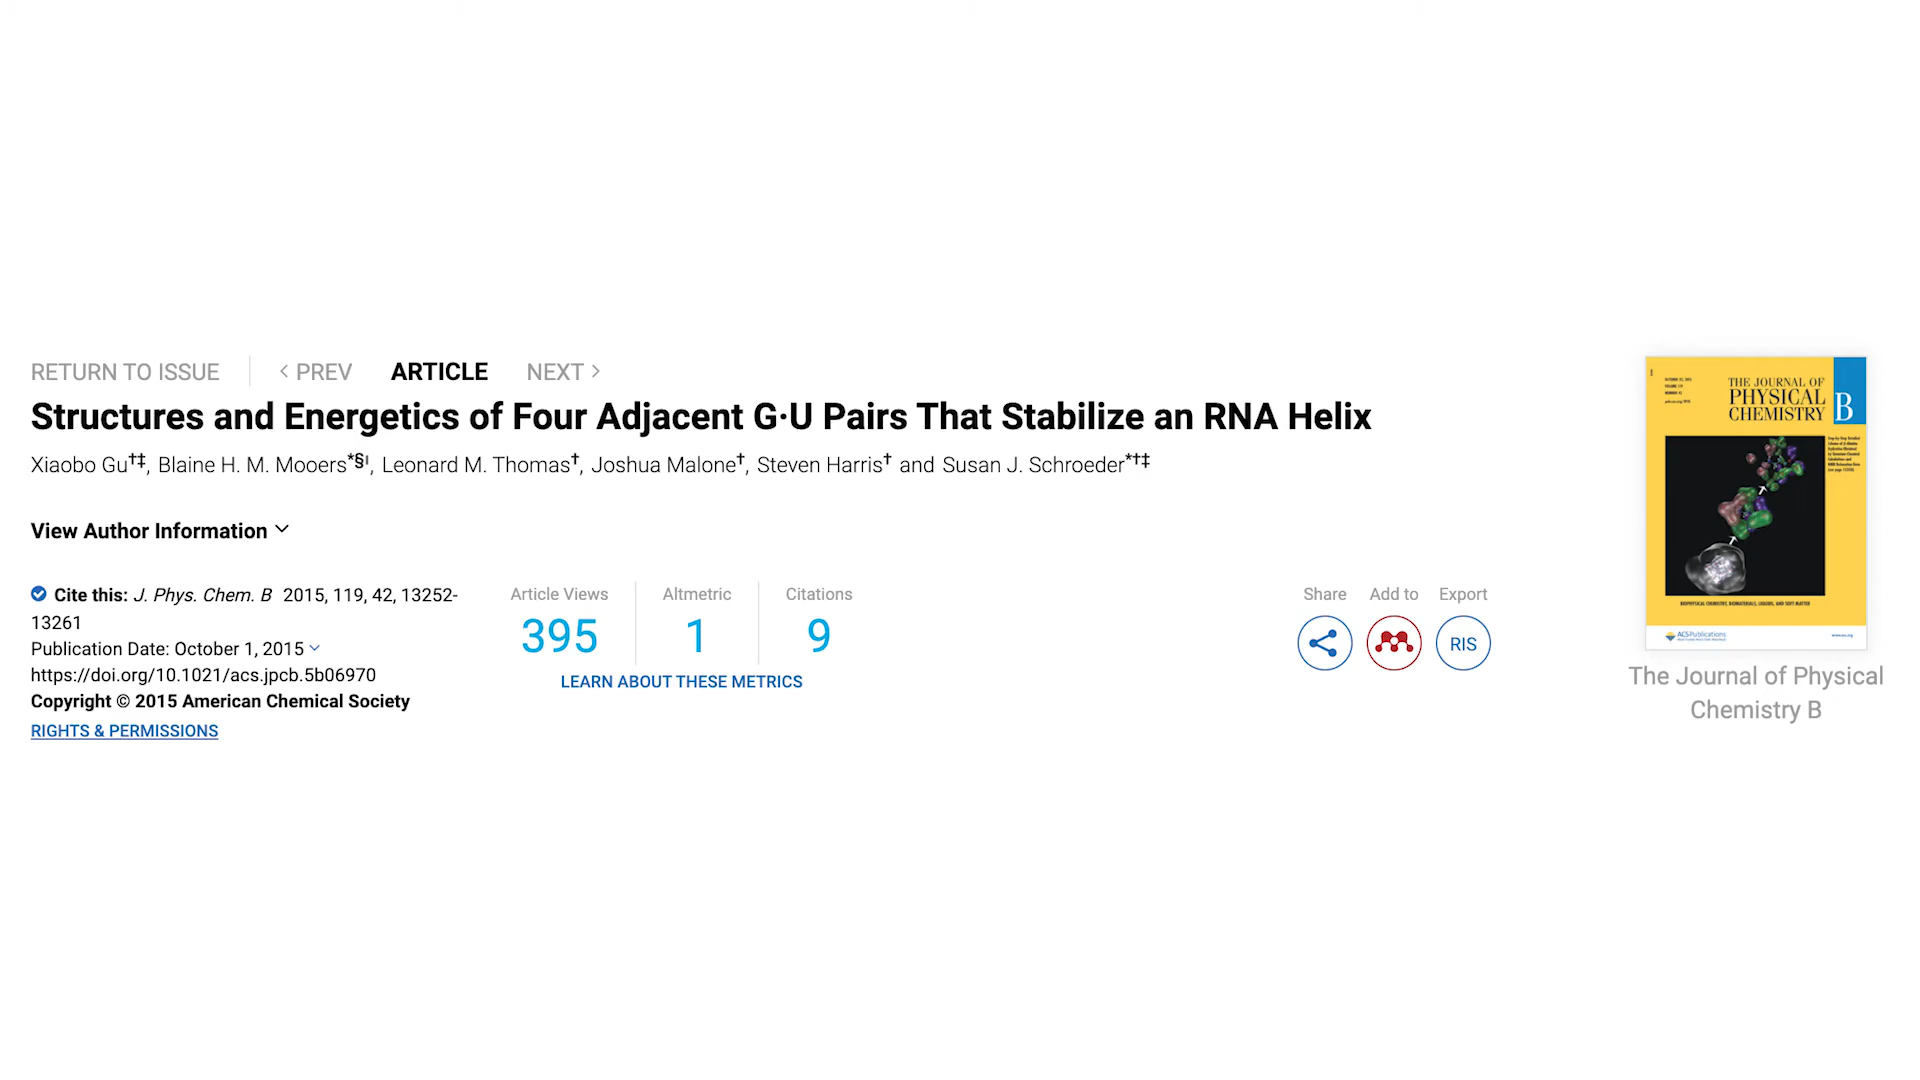 RETURN TO ISSUE < PREV ARTICLE NEXT >
Structures and Energetics of Four Adjacent G·U Pairs That Stabilize an RNA Helix
Xiaobo Gu†‡, Blaine H. M. Mooers*§∥, Leonard M. Thomas†, Joshua Malone†, Steven Harris† and Susan J. Schroeder*†‡
View Author Information
Cite this: J. Phys. Chem. B 2015, 119, 42, 13252-
13261
Publication Date: October 1, 2015
https://doi.org/10.1021/acs.jpcb.5b06970
Copyright © 2015 American Chemical Society
RIGHTS & PERMISSIONS
Article Views Altmetric Citations
395 1 9
LEARN ABOUT THESE METRICS
Share Add to Export
RIS
THE JOURNAL OF
PHYSICAL
CHEMISTRY B
ACS Publications
The Journal of Physical
Chemistry B